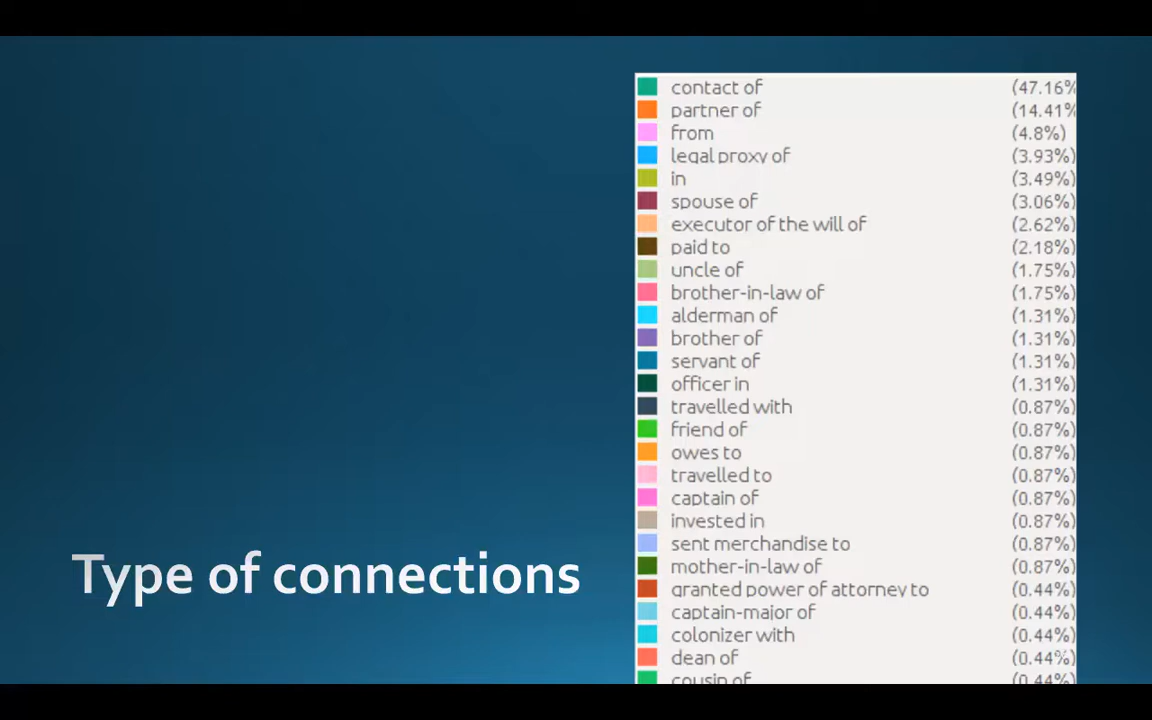 contact of (47.16%
partner of (14.41%
from (4.8%)
legal proxy of (3.93%)
in (3.49%)
spouse of (3.06%)
executor of the will of (2.62%)
paid to (2.18%)
uncle of (1.75%)
brother-in-law of (1.75%)
alderman of (1.31%)
brother of (1.31%)
servant of (1.31%)
officer in (1.31%)
travelled with (0.87%)
friend of (0.87%)
owes to (0.87%)
travelled to (0.87%)
captain of (0.87%)
invested in (0.87%)
sent merchandise to (0.87%)
mother-in-law of (0.87%)
granted power of attorney to (0.44%)
captain-major of (0.44%)
colonizer with (0.44%)
dean of (0.44%)
cousin of (0.44%)
Type of connections